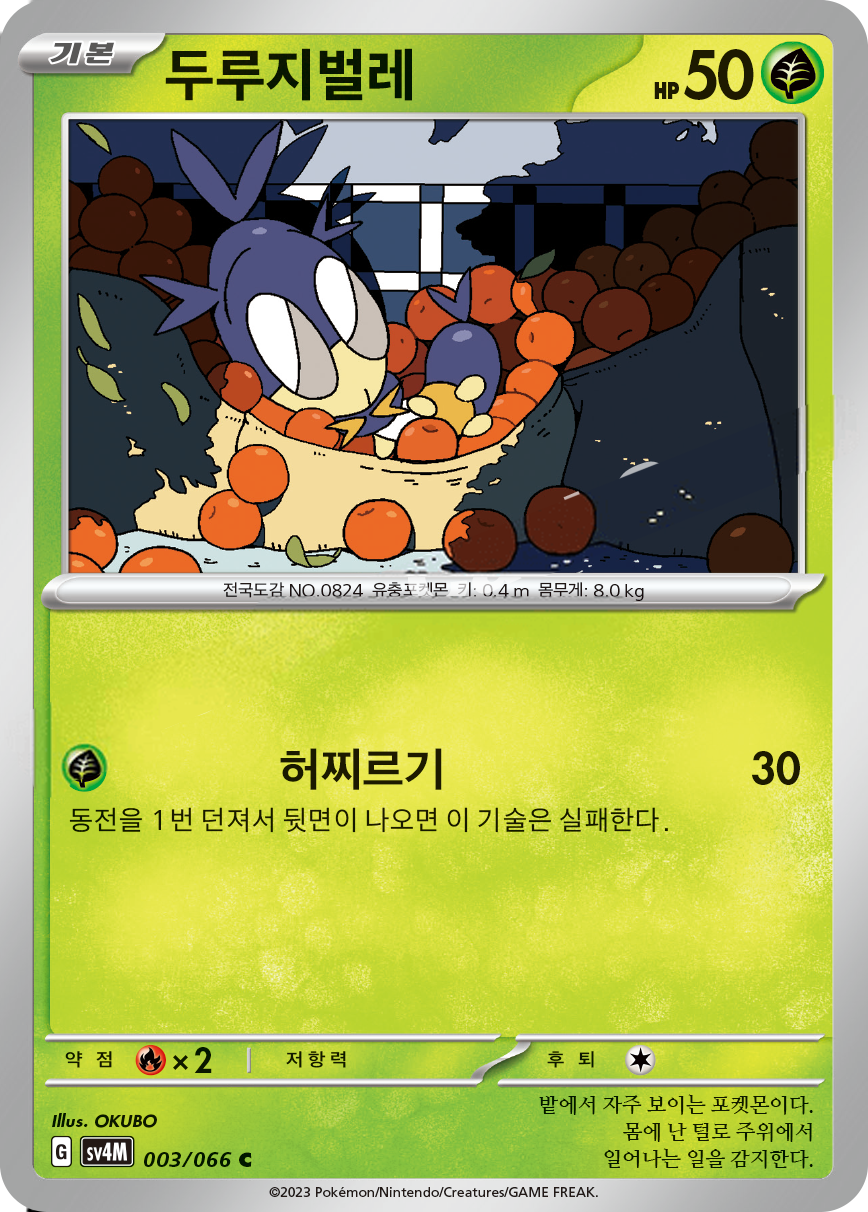 기본
두루지벌레
HP 50
전국도감 NO.0824 유충포켓몬 키: 0.4 m 몸무게: 8.0 kg
허찌르기 30
동전을 1번 던져서 뒷면이 나오면 이 기술은 실패한다.
약점 ×2 저항력 후퇴
밭에서 자주 보이는 포켓몬이다.
몸에 난 털로 주위에서
일어나는 일을 감지한다.
Illus. OKUBO
G sv4M 003/066 C
©2023 Pokémon/Nintendo/Creatures/GAME FREAK.